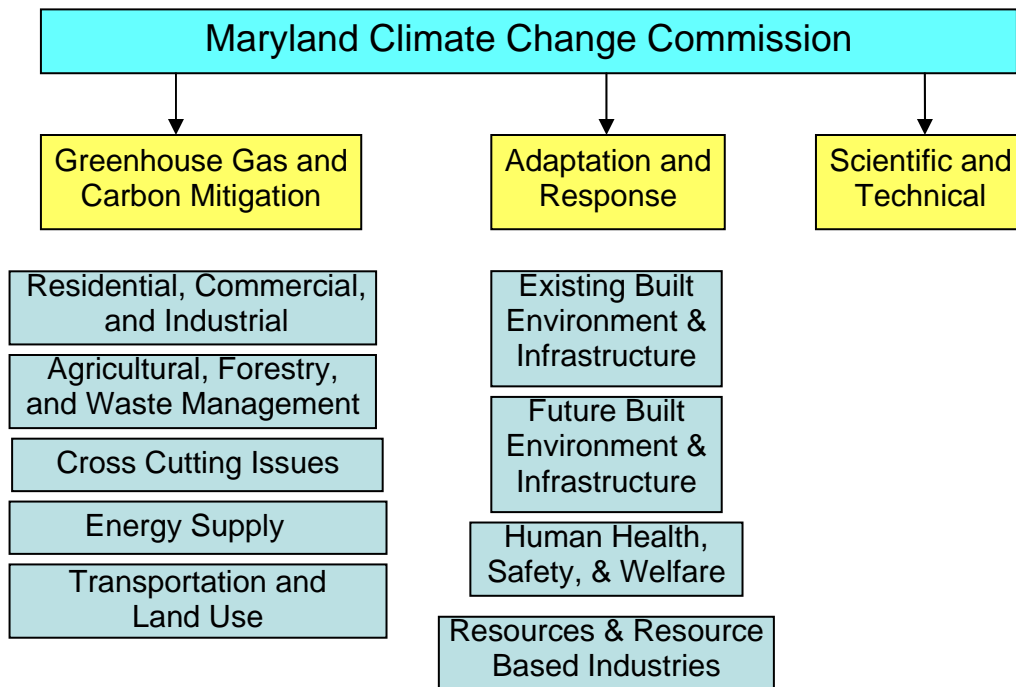 Maryland Climate Change Commission
Greenhouse Gas and
Carbon Mitigation
Adaptation and
Response
Scientific and
Technical
Residential, Commercial,
and Industrial
Agricultural, Forestry,
and Waste Management
Cross Cutting Issues
Energy Supply
Transportation and
Land Use
Existing Built
Environment &
Infrastructure
Future Built
Environment &
Infrastructure
Human Health,
Safety, & Welfare
Resources & Resource
Based Industries